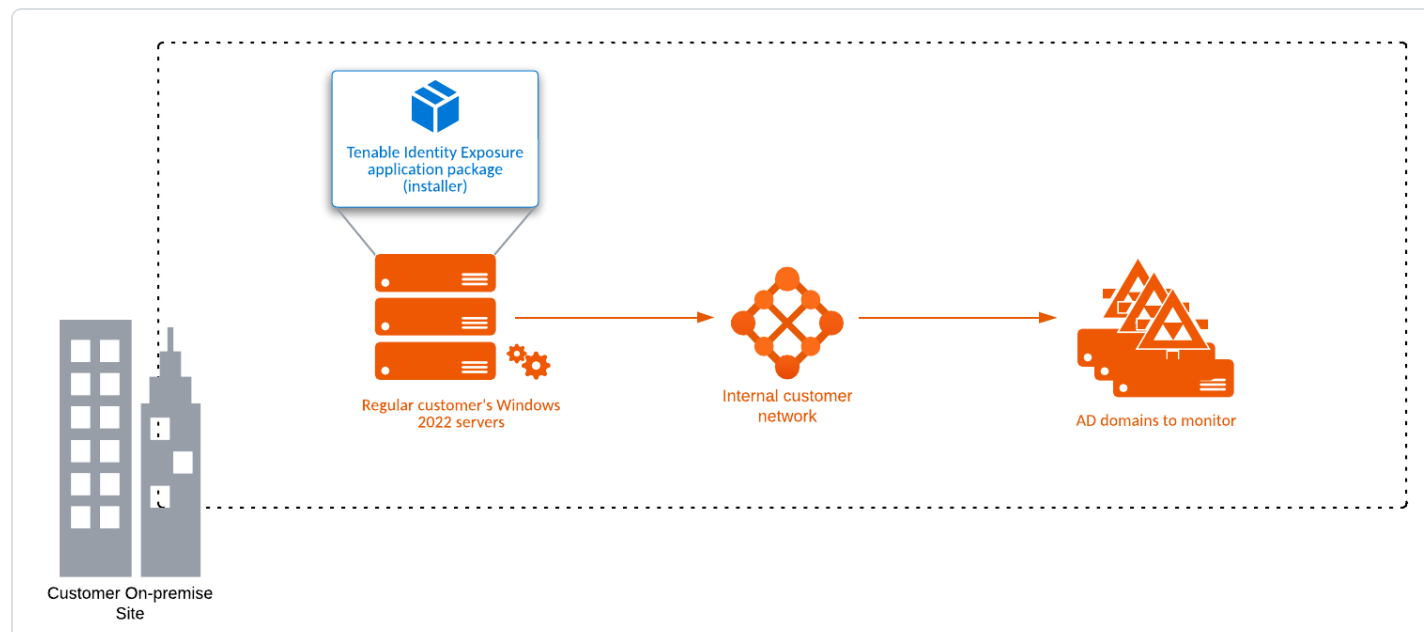 Tenable Identity Exposure
application package
(installer)
Regular customer's Windows
2022 servers
Internal customer
network
AD domains to monitor
Customer On-premise
Site